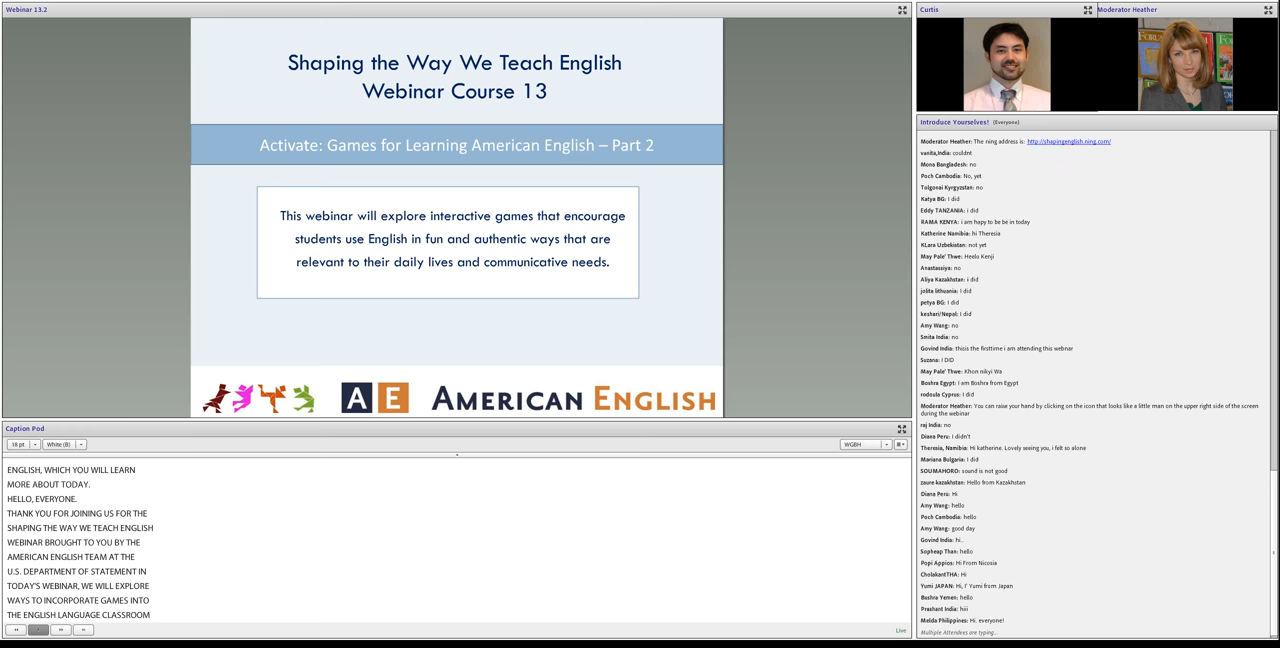 Webinar 13.2
Shaping the Way We Teach English
Webinar Course 13
Activate: Games for Learning American English – Part 2
This webinar will explore interactive games that encourage
students use English in fun and authentic ways that are
relevant to their daily lives and communicative needs.
AE AMERICAN ENGLISH
Caption Pod
18 pt White (B) WGBH
ENGLISH, WHICH YOU WILL LEARN
MORE ABOUT TODAY.
HELLO, EVERYONE.
THANK YOU FOR JOINING US FOR THE
SHAPING THE WAY WE TEACH ENGLISH
WEBINAR BROUGHT TO YOU BY THE
AMERICAN ENGLISH TEAM AT THE
U.S. DEPARTMENT OF STATEMENT IN
TODAY'S WEBINAR, WE WILL EXPLORE
WAYS TO INCORPORATE GAMES INTO
THE ENGLISH LANGUAGE CLASSROOM
Live
Curtis
Moderator Heather
FORUM
Introduce Yourselves! (Everyone)
Moderator Heather: The ning address is: http://shapingenglish.ning.com/
vanita,India: couldnt
Mona Bangladesh: no
Poch Cambodia: No, yet
Tolgonai Kyrgyzstan: no
Katya BG: I did
Eddy TANZANIA: i did
RAMA KENYA: i am hapy to be be in today
Katherine Namibia: hi Theresia
KLara Uzbekistan: not yet
May Pale' Thwe: Heelo Kenji
Anastassiya: no
Aliya Kazakhstan: i did
jolita lithuania: I did
petya BG: I did
keshari/Nepal: I did
Amy Wang: no
Smita India: no
Govind India: thisis the firsttime i am attending this webnar
Suzana: I DID
May Pale' Thwe: Khon nikyi Wa
Boshra Egypt: I am Boshra from Egypt
rodoula Cyprus: I did
Moderator Heather: You can raise your hand by clicking on the icon that looks like a little man on the upper right side of the screen
during the webinar
raj India: no
Diana Peru: I didn't
Theresia, Namibia: Hi katherine. Lovely seeing you, i felt so alone
Mariana Bulgaria: I did
SOUMAHORO: sound is not good
zaure kazakhstan: Hello from Kazakhstan
Diana Peru: Hi
Amy Wang: hello
Poch Cambodia: hello
Amy Wang: good day
Govind India: hi..
Sopheap Than: hello
Popi Appios: Hi From Nicosia
CholakantTHA: Hi
Yumi JAPAN: Hi, I' Yumi from Japan
Bushra Yemen: hello
Prashant India: hiii
Melda Philippines: Hi. everyone!
Multiple Attendees are typing...